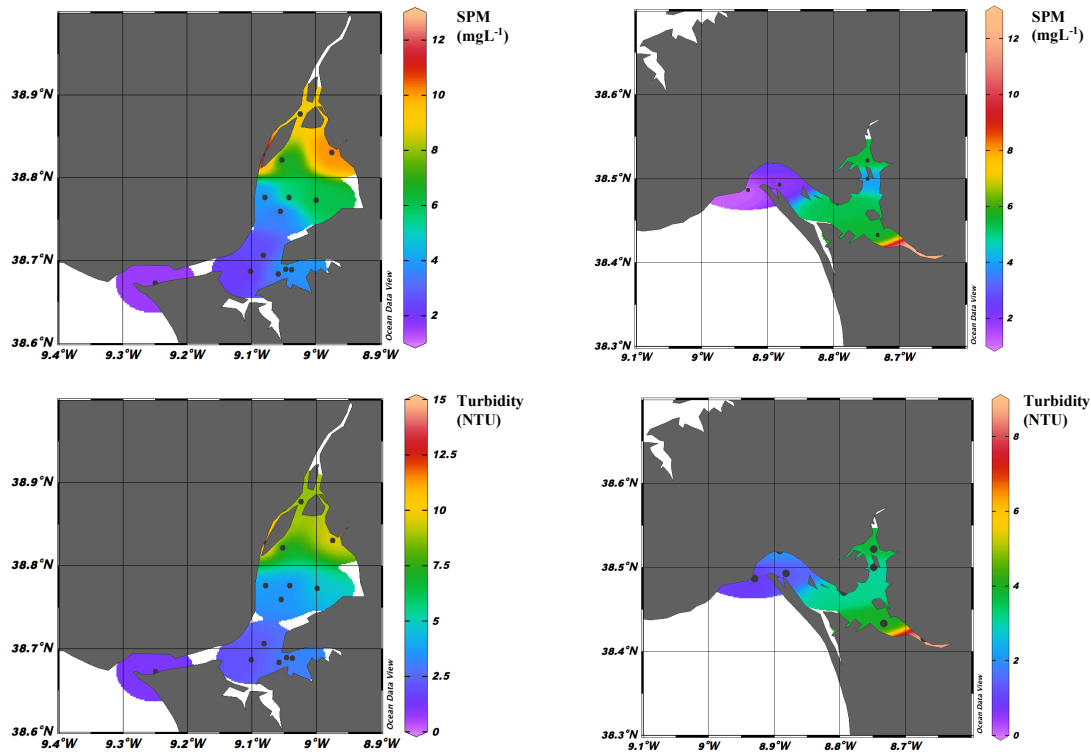 SPM
(mgL-1)
12
10
8
6
4
2
38.9°N
38.8°N
38.7°N
38.6°N
9.4°W
9.3°W
9.2°W
9.1°W
9°W
8.9°W
Ocean Data View
SPM
(mgL-1)
12
10
8
6
4
2
38.6°N
38.5°N
38.4°N
38.3°N
9.1°W
9°W
8.9°W
8.8°W
8.7°W
Ocean Data View
Turbidity
(NTU)
15
12.5
10
7.5
5
2.5
0
38.9°N
38.8°N
38.7°N
38.6°N
9.4°W
9.3°W
9.2°W
9.1°W
9°W
8.9°W
Ocean Data View
Turbidity
(NTU)
8
6
4
2
0
38.6°N
38.5°N
38.4°N
38.3°N
9.1°W
9°W
8.9°W
8.8°W
8.7°W
Ocean Data View